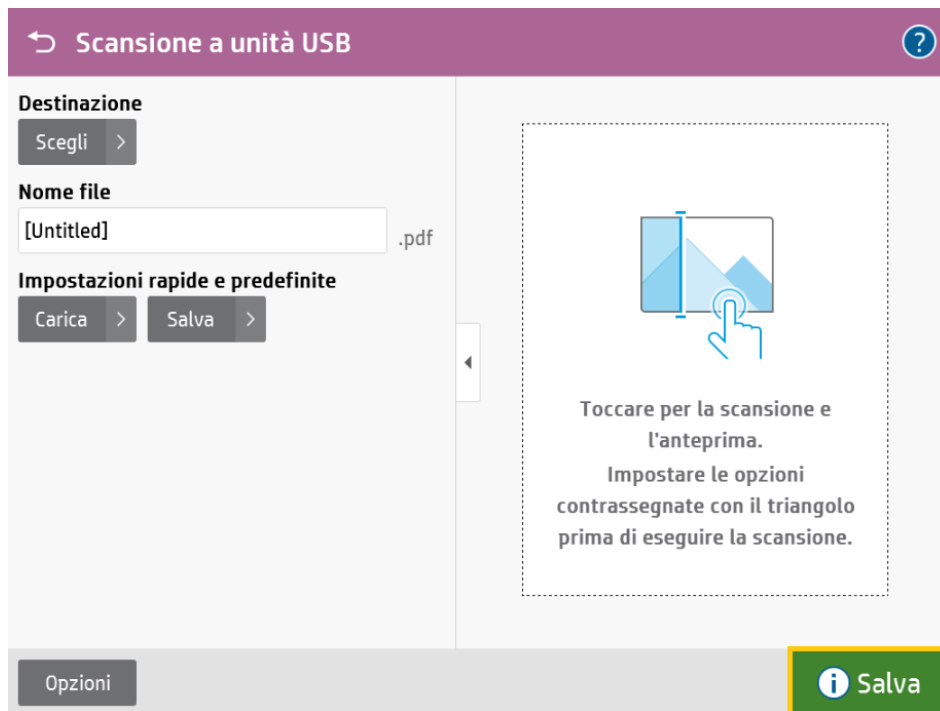 Scansione a unità USB
?
Destinazione
Scegli >
Nome file
[Untitled] .pdf
Impostazioni rapide e predefinite
Carica > Salva >
Toccare per la scansione e
l'anteprima.
Impostare le opzioni
contrassegnate con il triangolo
prima di eseguire la scansione.
Opzioni
i Salva